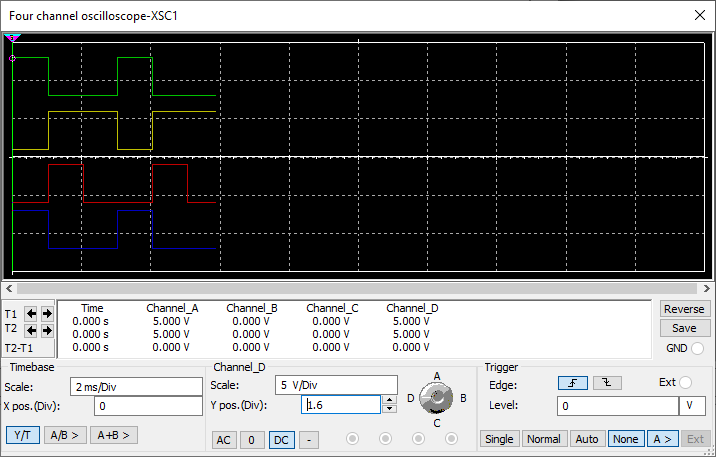 Four channel oscilloscope-XSC1
Time Channel_A Channel_B Channel_C Channel_D
T1 0.000 s 5.000 V 0.000 V 0.000 V 5.000 V
T2 0.000 s 5.000 V 0.000 V 0.000 V 5.000 V
T2-T1 0.000 s 0.000 V 0.000 V 0.000 V 0.000 V
Reverse
Save
GND
Timebase
Scale: 2 ms/Div
X pos.(Div): 0
Y/T A/B > A+B >
Channel_D
Scale: 5 V/Div
Y pos.(Div): 1.6
A
D B
C
AC 0 DC -
Trigger
Edge: Ext
Level: 0 V
Single Normal Auto None A > Ext